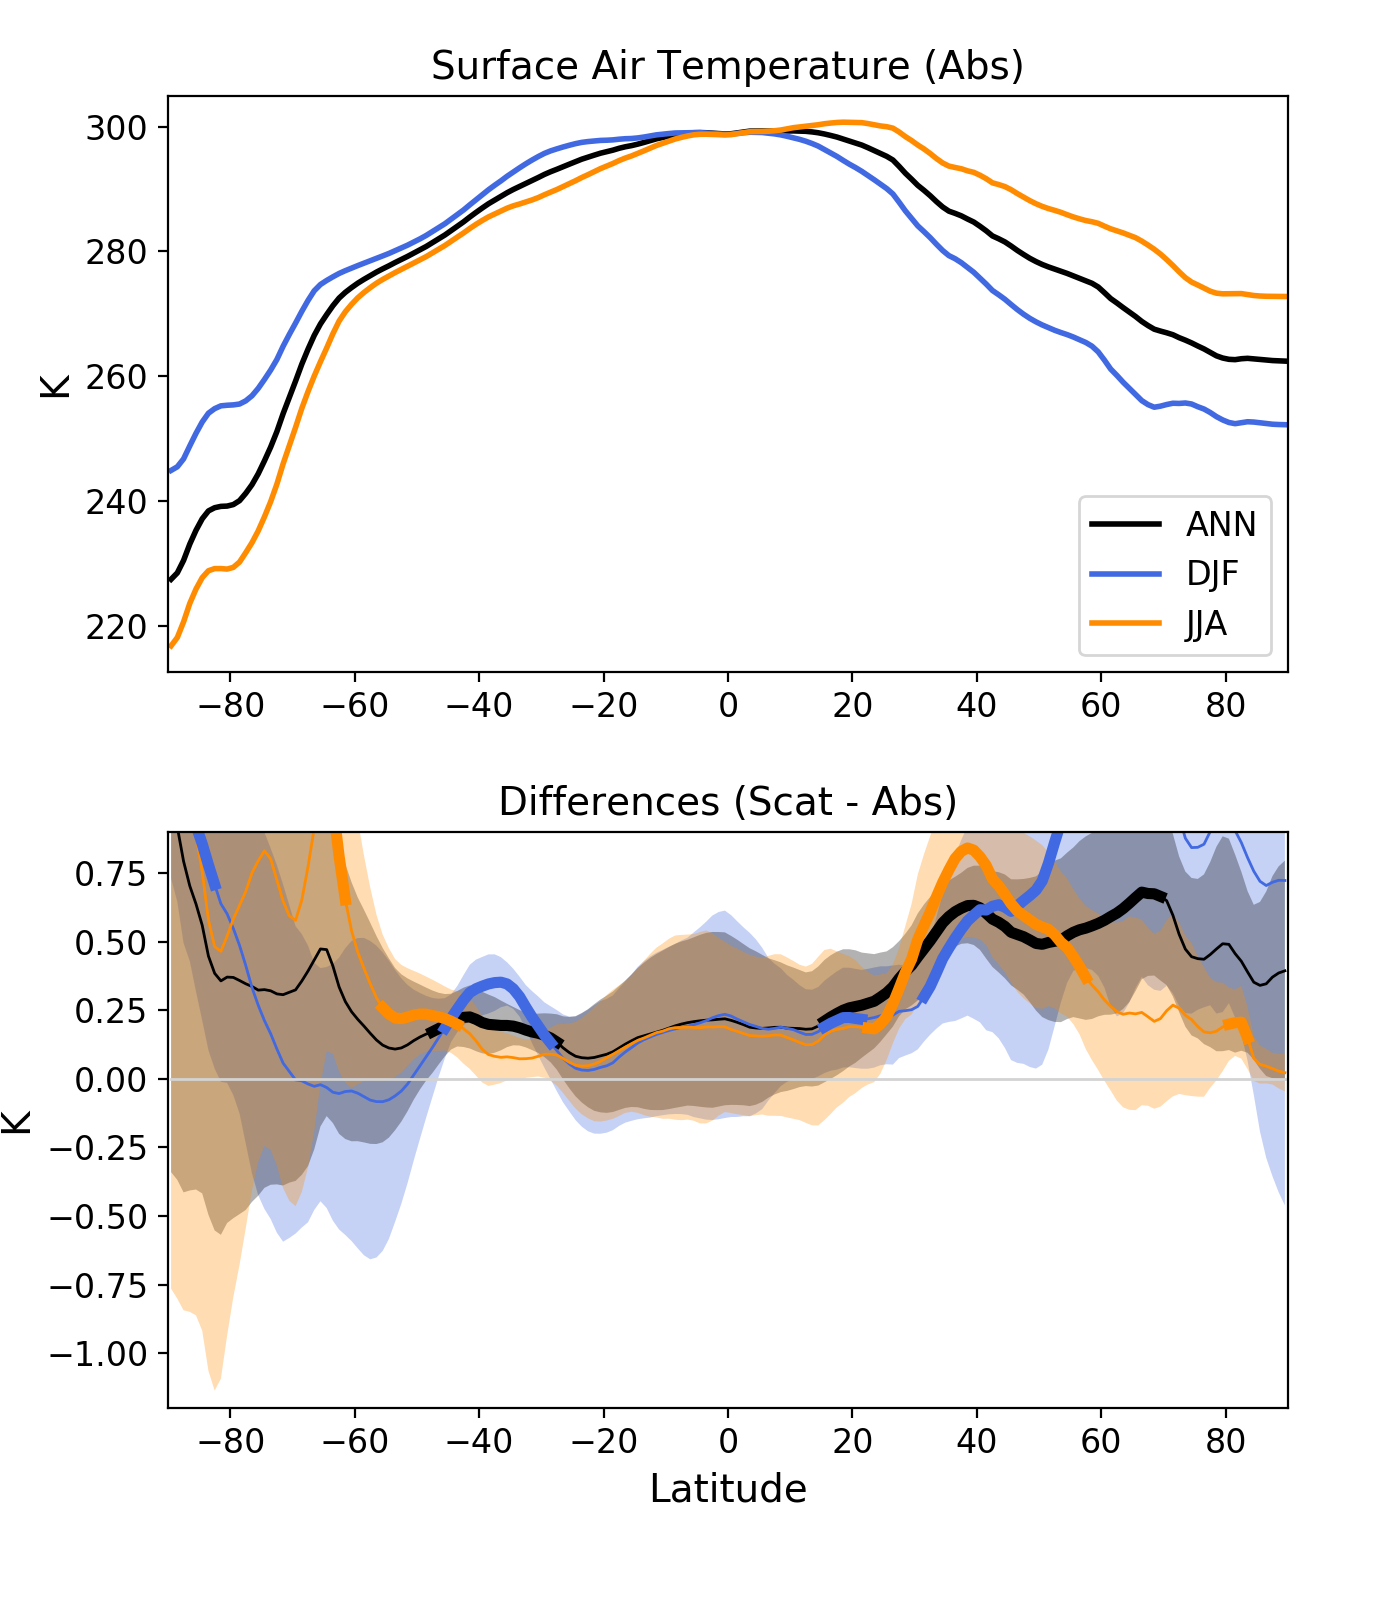 Surface Air Temperature (Abs)
300
280
260
240
220
K
ANN
DJF
JJA
−80 −60 −40 −20 0 20 40 60 80
Differences (Scat - Abs)
0.75
0.50
0.25
0.00
−0.25
−0.50
−0.75
−1.00
K
−80 −60 −40 −20 0 20 40 60 80
Latitude